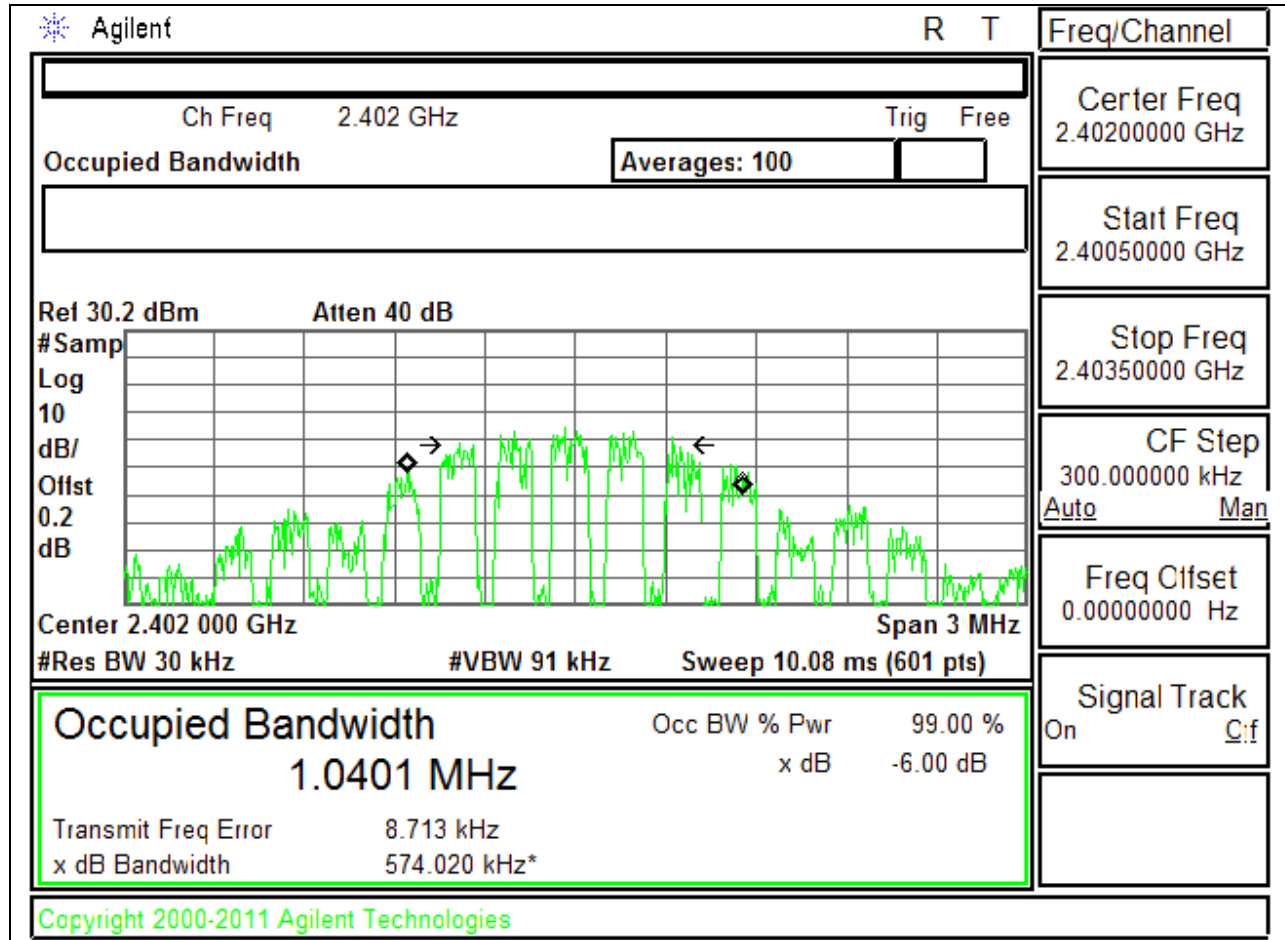 Agilent R T
Ch Freq 2.402 GHz Trig Free
Occupied Bandwidth Averages: 100
Ref 30.2 dBm Atten 40 dB
#Samp
Log
10
dB/
Offst
0.2
dB
Center 2.402 000 GHz Span 3 MHz
#Res BW 30 kHz #VBW 91 kHz Sweep 10.08 ms (601 pts)
Occupied Bandwidth Occ BW % Pwr 99.00 %
1.0401 MHz x dB -6.00 dB
Transmit Freq Error 8.713 kHz
x dB Bandwidth 574.020 kHz*
Copyright 2000-2011 Agilent Technologies
Freq/Channel
Center Freq
2.40200000 GHz
Start Freq
2.40050000 GHz
Stop Freq
2.40350000 GHz
CF Step
300.000000 kHz
Auto Man
Freq Offset
0.00000000 Hz
Signal Track
On Off